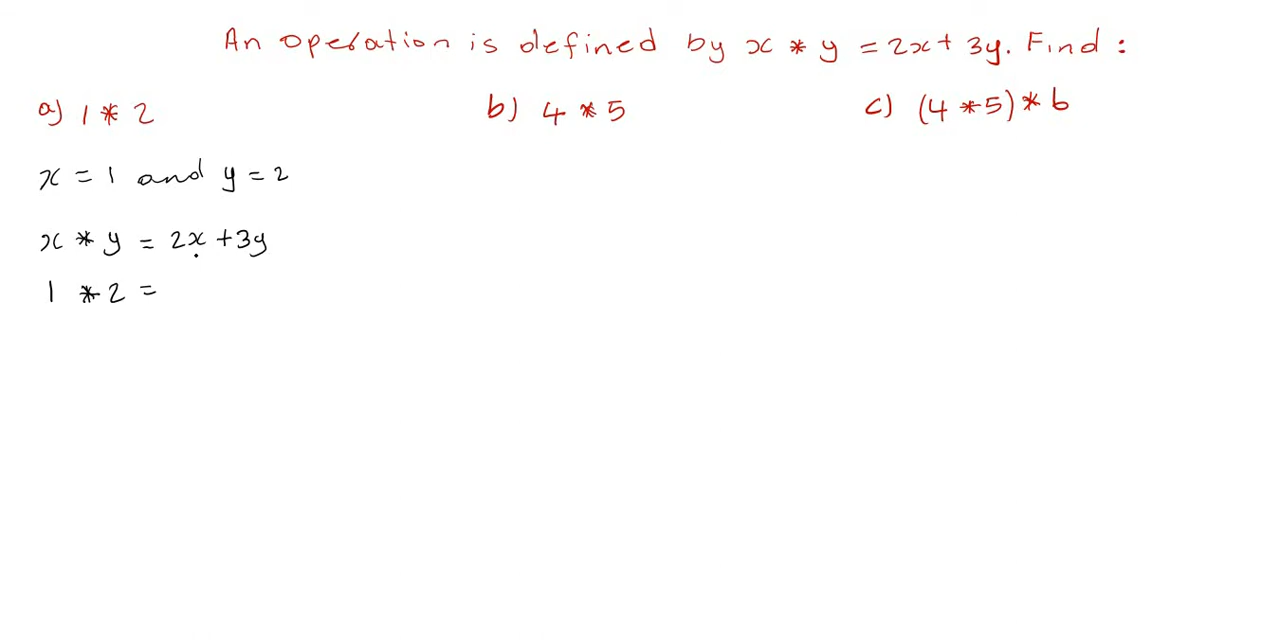 An operation is defined by x * y = 2x + 3y. Find :
a) 1 * 2 b) 4 * 5 c) (4 * 5) * 6
x = 1 and y = 2
x * y = 2x + 3y
1 * 2 =